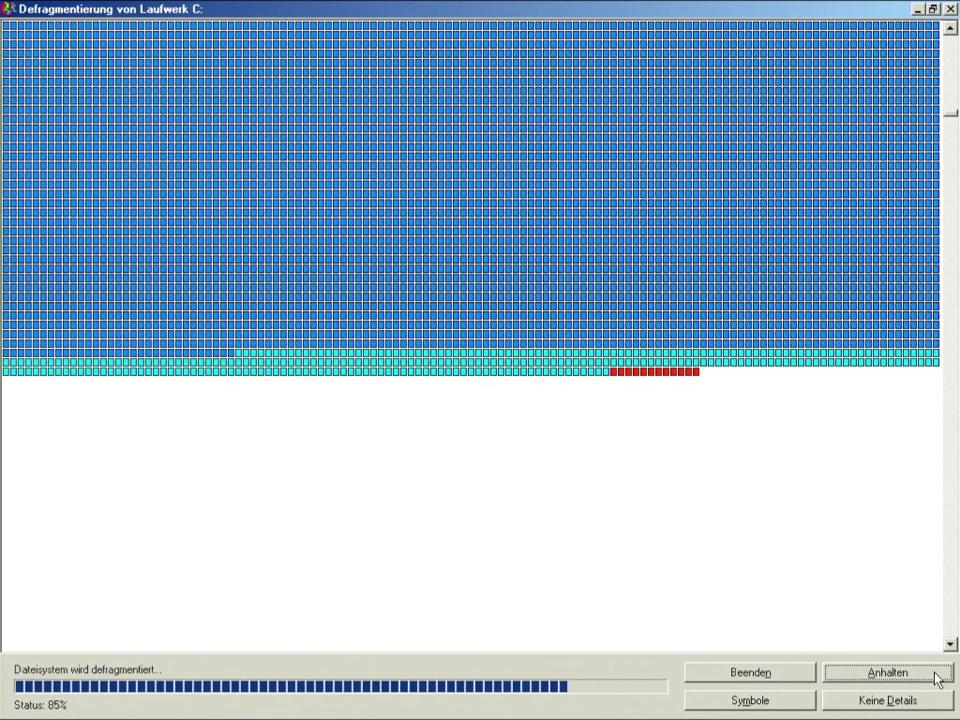 Defragmentierung von Laufwerk C:
Dateisystem wird defragmentiert...
Status: 85%
Beenden
Anhalten
Symbole
Keine Details